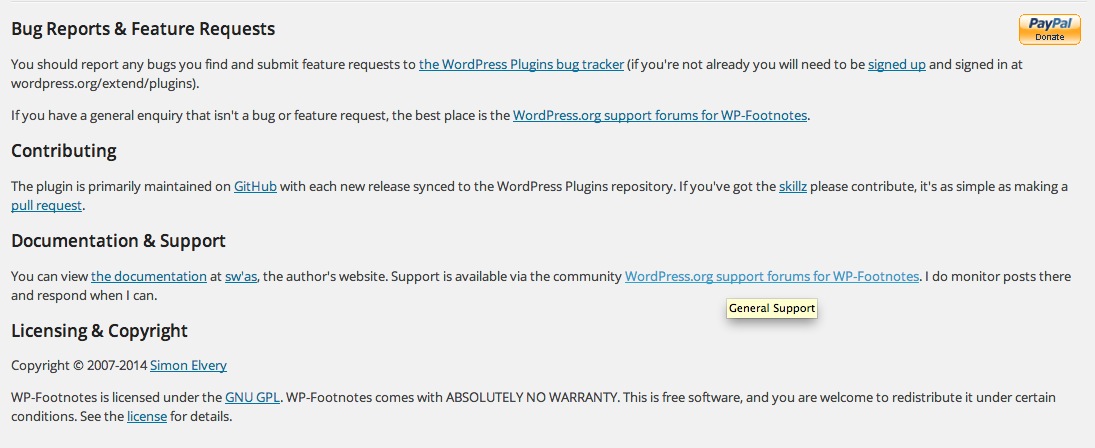 Bug Reports & Feature Requests
PayPal
Donate
You should report any bugs you find and submit feature requests to the WordPress Plugins bug tracker (if you're not already you will need to be signed up and signed in at
wordpress.org/extend/plugins).
If you have a general enquiry that isn't a bug or feature request, the best place is the WordPress.org support forums for WP-Footnotes.
Contributing
The plugin is primarily maintained on GitHub with each new release synced to the WordPress Plugins repository. If you've got the skillz please contribute, it's as simple as making a
pull request.
Documentation & Support
You can view the documentation at sw'as, the author's website. Support is available via the community WordPress.org support forums for WP-Footnotes. I do monitor posts there
and respond when I can.
General Support
Licensing & Copyright
Copyright © 2007-2014 Simon Elvery
WP-Footnotes is licensed under the GNU GPL. WP-Footnotes comes with ABSOLUTELY NO WARRANTY. This is free software, and you are welcome to redistribute it under certain
conditions. See the license for details.